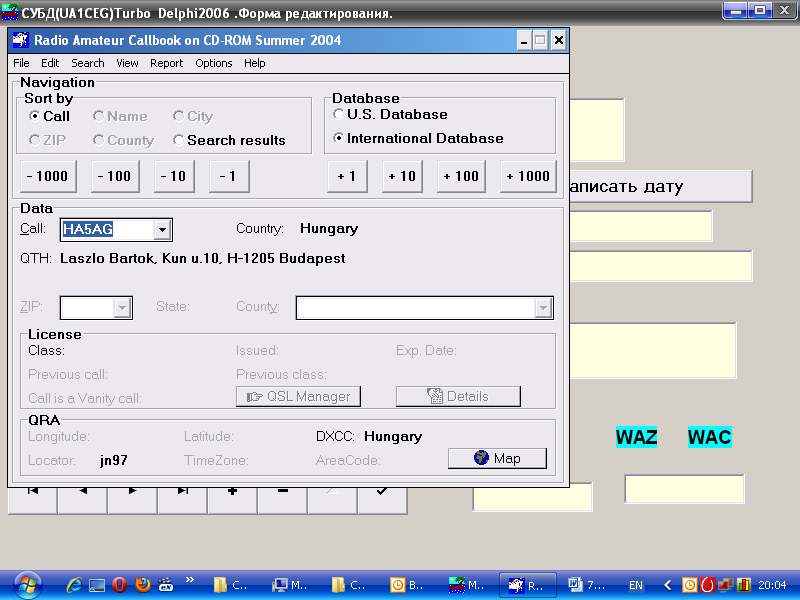 СУБД(UA1CEG)Turbo Delphi2006 .Форма редактирования.
Radio Amateur Callbook on CD-ROM Summer 2004
File Edit Search View Report Options Help
Navigation
Sort by
Call Name City
ZIP County Search results
Database
U.S. Database
International Database
- 1000 - 100 - 10 - 1 + 1 + 10 + 100 + 1000
аписать дату
Data
Call: HA5AG Country: Hungary
QTH: Laszlo Bartok, Kun u.10, H-1205 Budapest
ZIP: State: County:
License
Class: Issued: Exp. Date:
Previous call: Previous class:
Call is a Vanity call: QSL Manager Details
QRA
Longitude: Latitude: DXCC: Hungary
Locator: jn97 TimeZone: AreaCode: Map
WAZ WAC
C... M... C... B... M... R... 7... EN 20:04